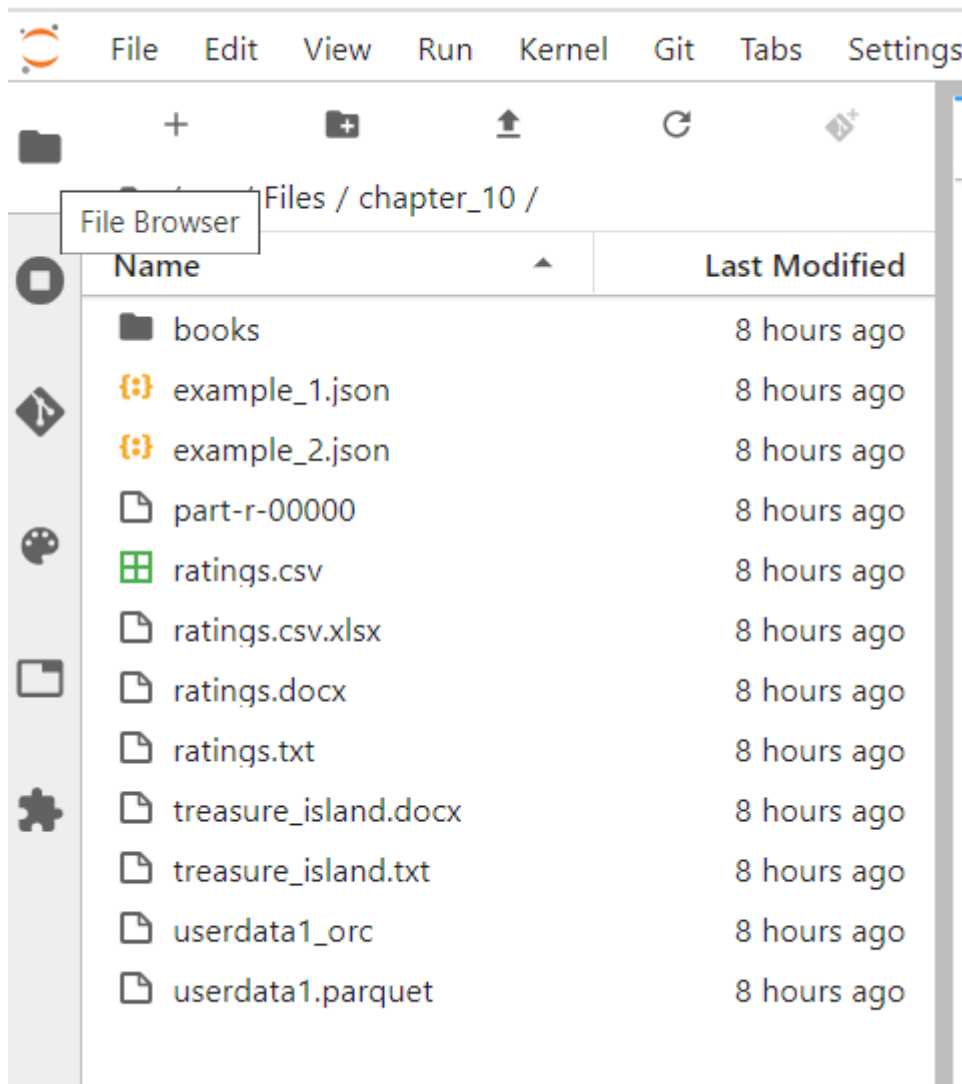 File Edit View Run Kernel Git Tabs Settings
/ Files / chapter_10 /
File Browser
Name Last Modified
books 8 hours ago
example_1.json 8 hours ago
example_2.json 8 hours ago
part-r-00000 8 hours ago
ratings.csv 8 hours ago
ratings.csv.xlsx 8 hours ago
ratings.docx 8 hours ago
ratings.txt 8 hours ago
treasure_island.docx 8 hours ago
treasure_island.txt 8 hours ago
userdata1_orc 8 hours ago
userdata1.parquet 8 hours ago